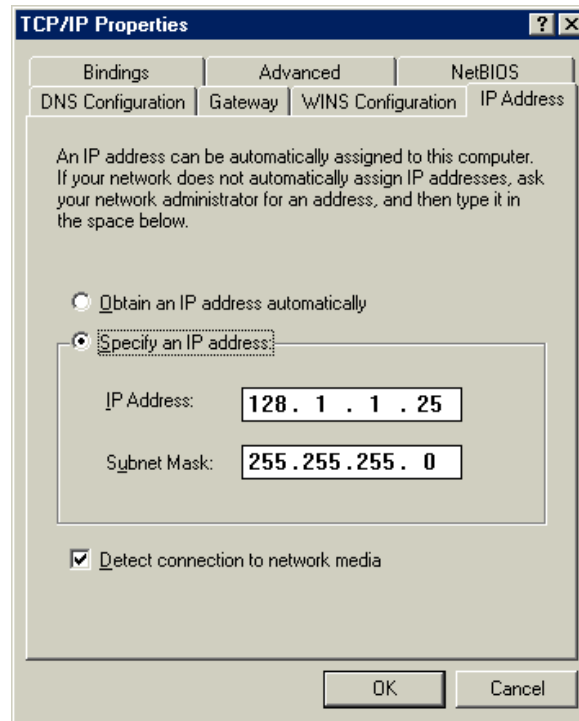 TCP/IP Properties
Bindings Advanced NetBIOS
DNS Configuration Gateway WINS Configuration IP Address
An IP address can be automatically assigned to this computer.
If your network does not automatically assign IP addresses, ask
your network administrator for an address, and then type it in
the space below.
Obtain an IP address automatically
Specify an IP address:
IP Address: 128. 1 . 1 . 25
Subnet Mask: 255.255.255. 0
Detect connection to network media
OK Cancel